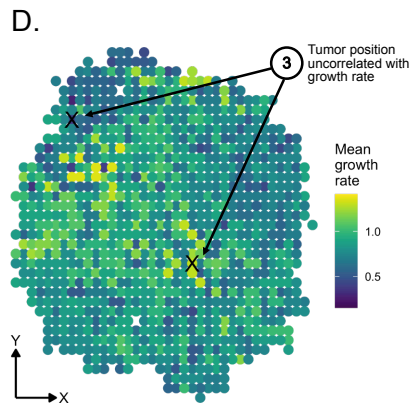 D.
3
Tumor position
uncorrelated with
growth rate
X
X
Mean
growth
rate
1.0
0.5
Y
X